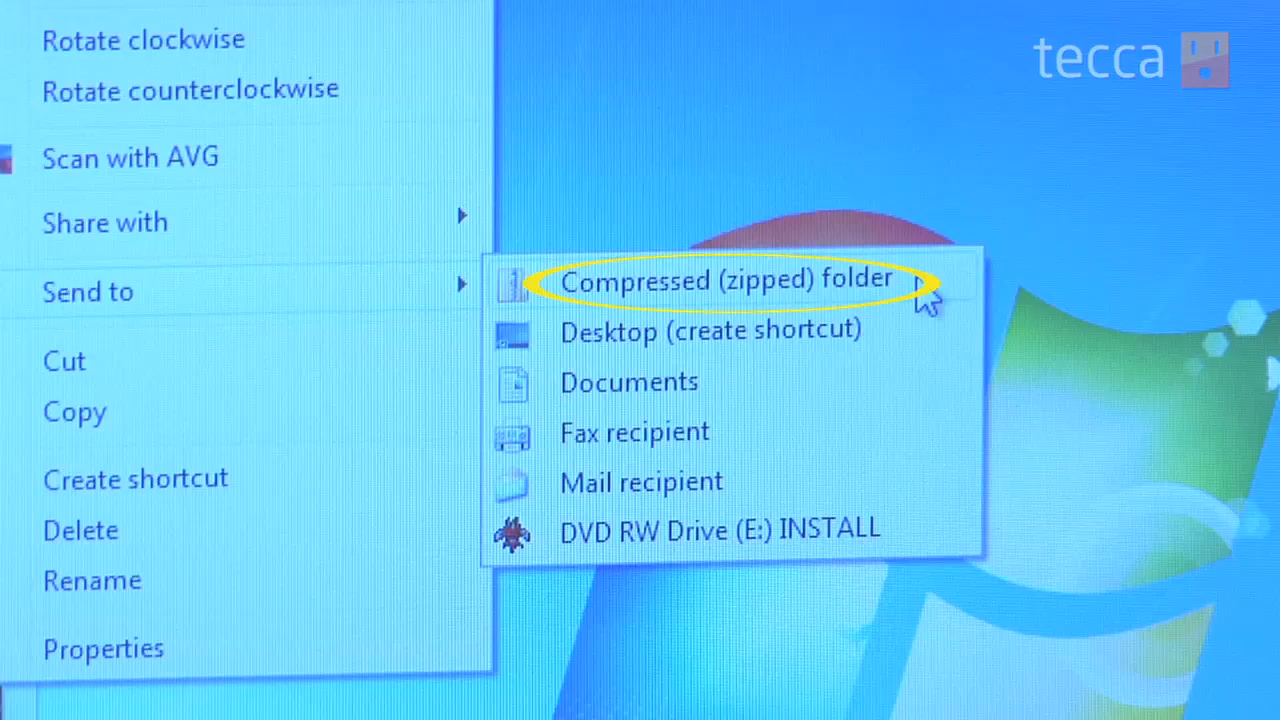 Rotate clockwise
Rotate counterclockwise
Scan with AVG
Share with
Send to
Cut
Copy
Create shortcut
Delete
Rename
Properties
Compressed (zipped) folder
Desktop (create shortcut)
Documents
Fax recipient
Mail recipient
DVD RW Drive (E:) INSTALL
tecca